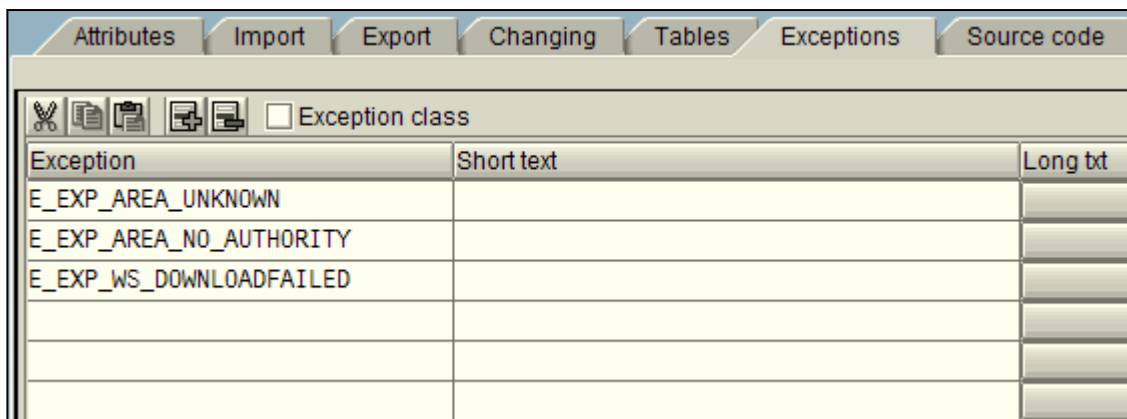 Attributes Import Export Changing Tables Exceptions Source code
Exception class
Exception Short text Long txt
E_EXP_AREA_UNKNOWN
E_EXP_AREA_NO_AUTHORITY
E_EXP_WS_DOWNLOADFAILED